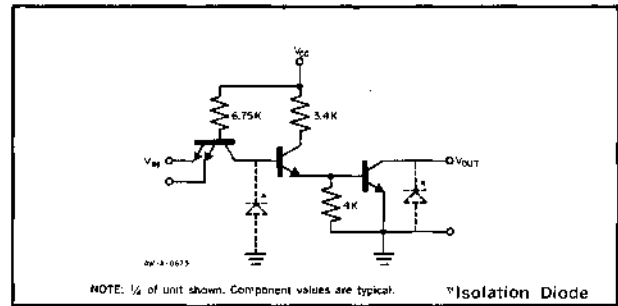 VCC
6.75K
3.4K
VIN
VOUT
4K
NOTE: ¼ of unit shown. Component values are typical.
*Isolation Diode